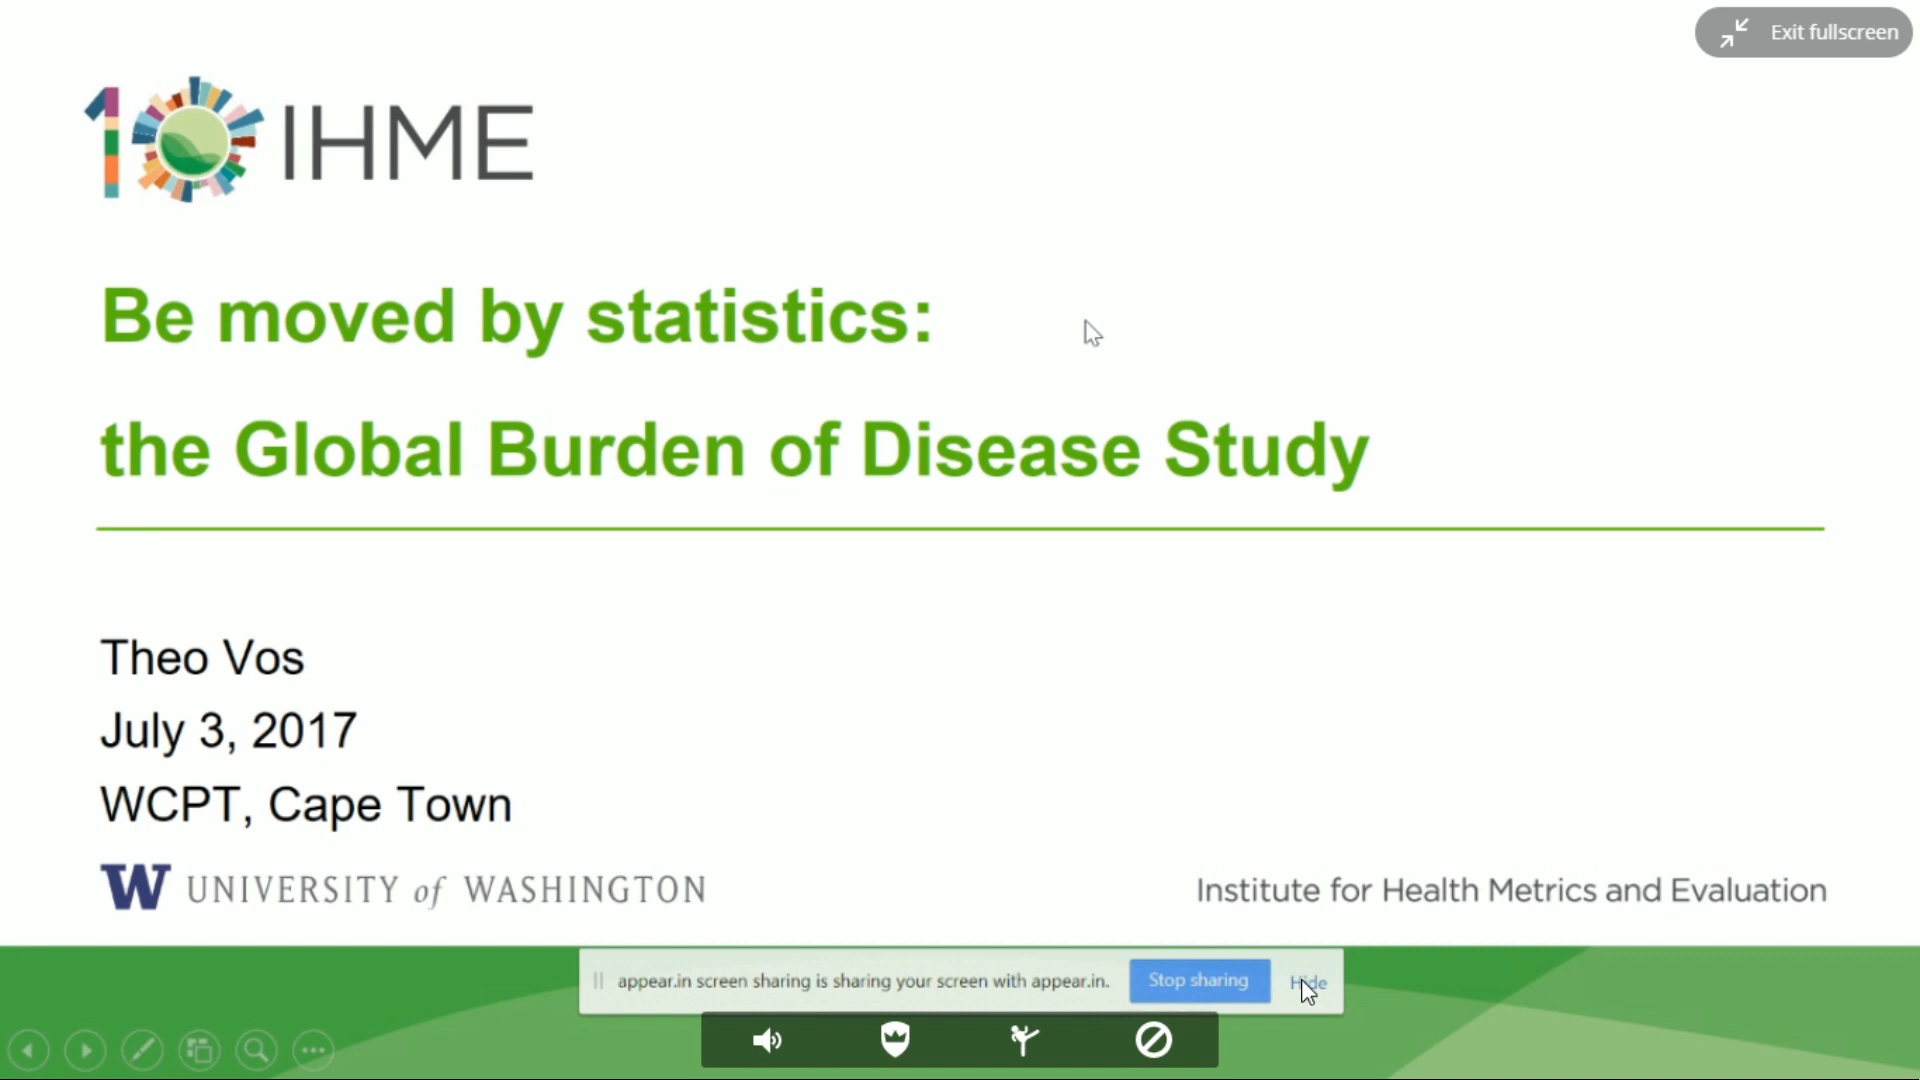 Exit fullscreen
10 IHME
Be moved by statistics:
the Global Burden of Disease Study
Theo Vos
July 3, 2017
WCPT, Cape Town
W UNIVERSITY of WASHINGTON
Institute for Health Metrics and Evaluation
appear.in screen sharing is sharing your screen with appear.in.
Stop sharing
Hide